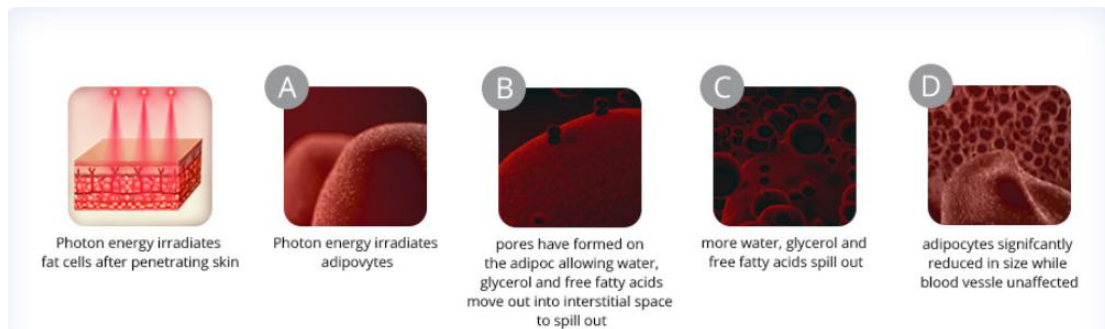 A
B
C
D
Photon energy irradiates
fat cells after penetrating skin
Photon energy irradiates
adipovytes
pores have formed on
the adipoc allowing water,
glycerol and free fatty acids
move out into interstitial space
to spill out
more water, glycerol and
free fatty acids spill out
adipocytes signifcantly
reduced in size while
blood vessle unaffected